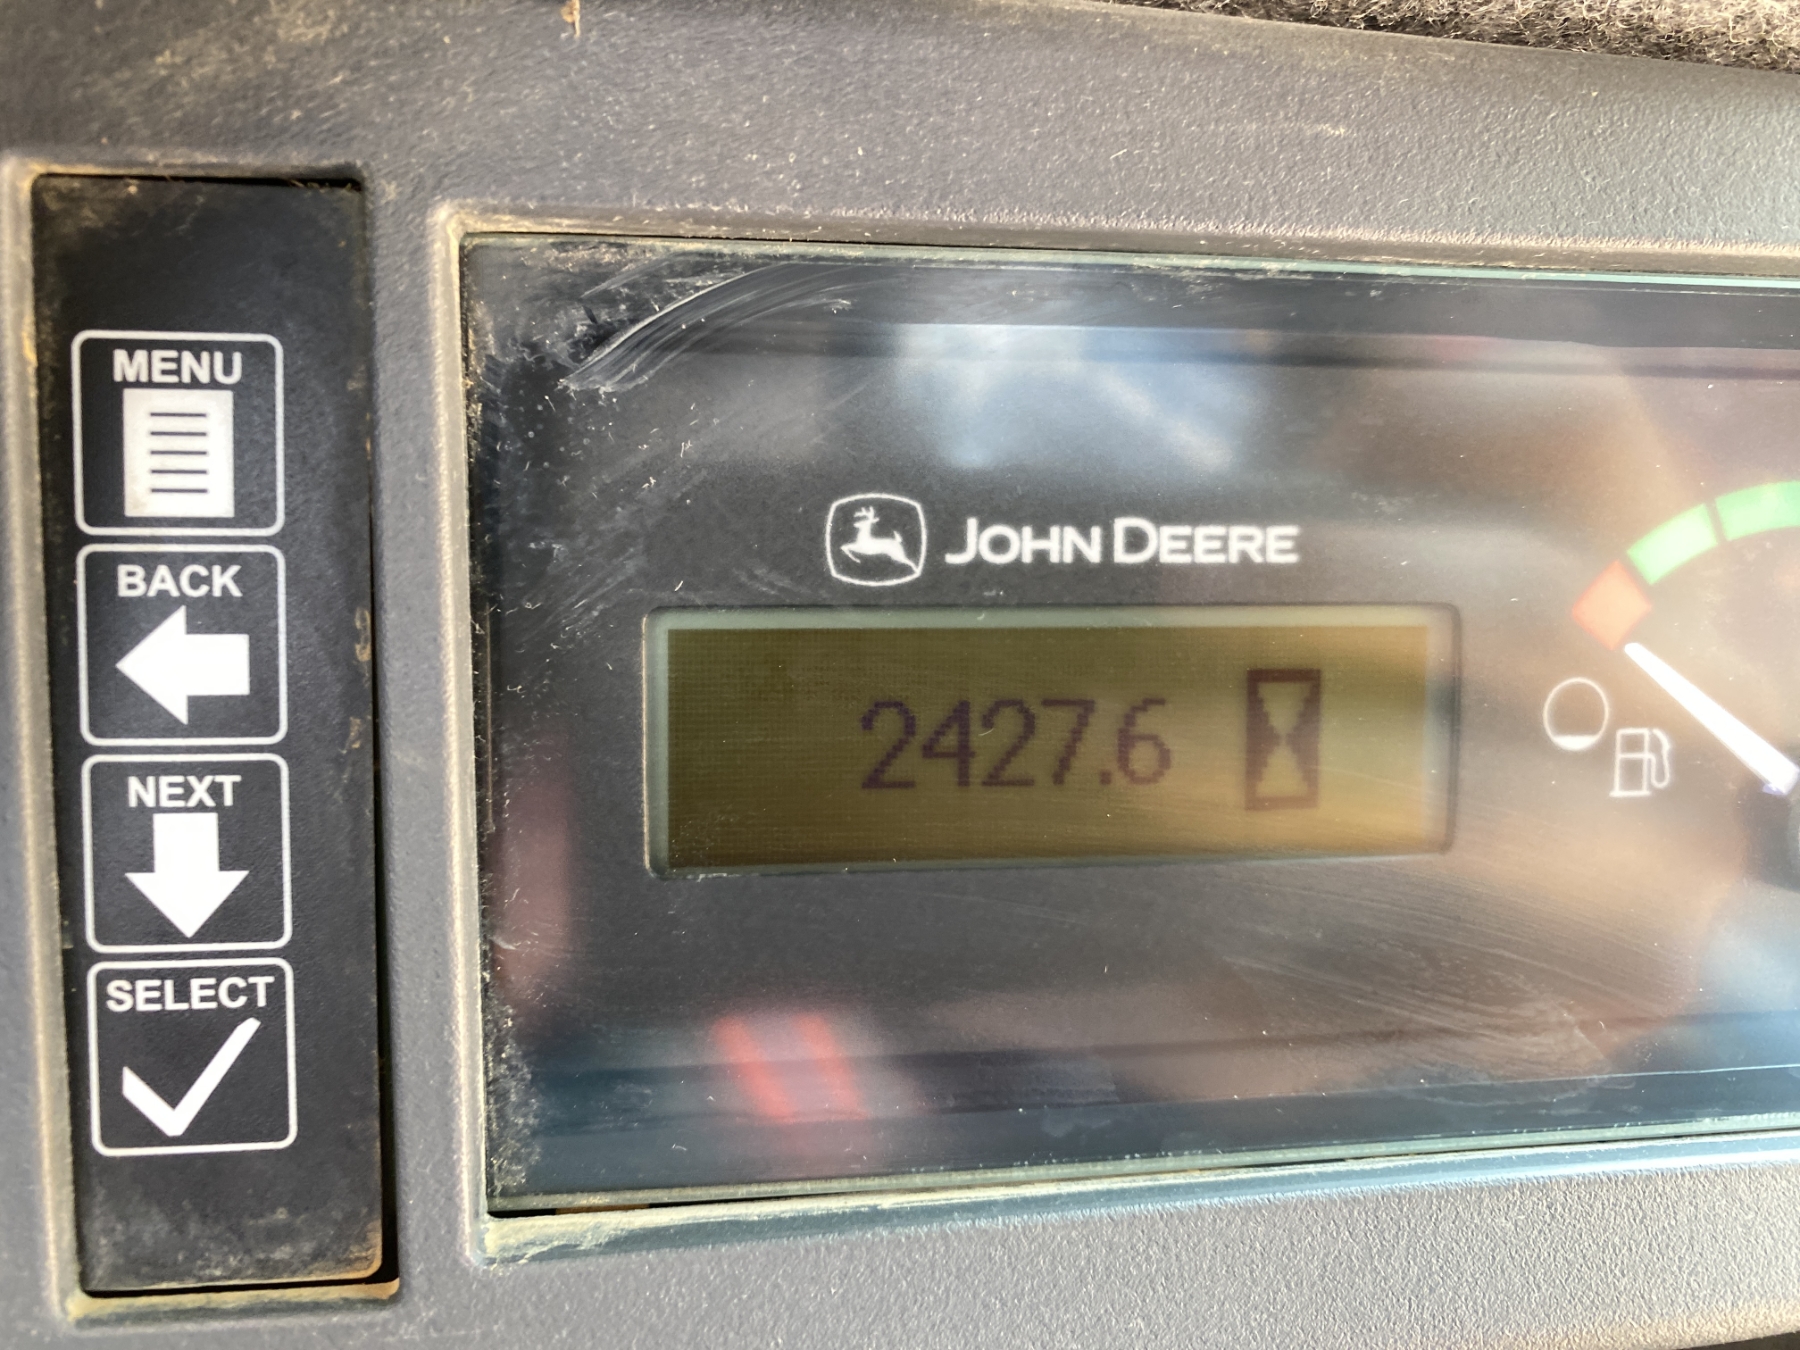 MENU
BACK
NEXT
SELECT
JOHN DEERE
2427.6